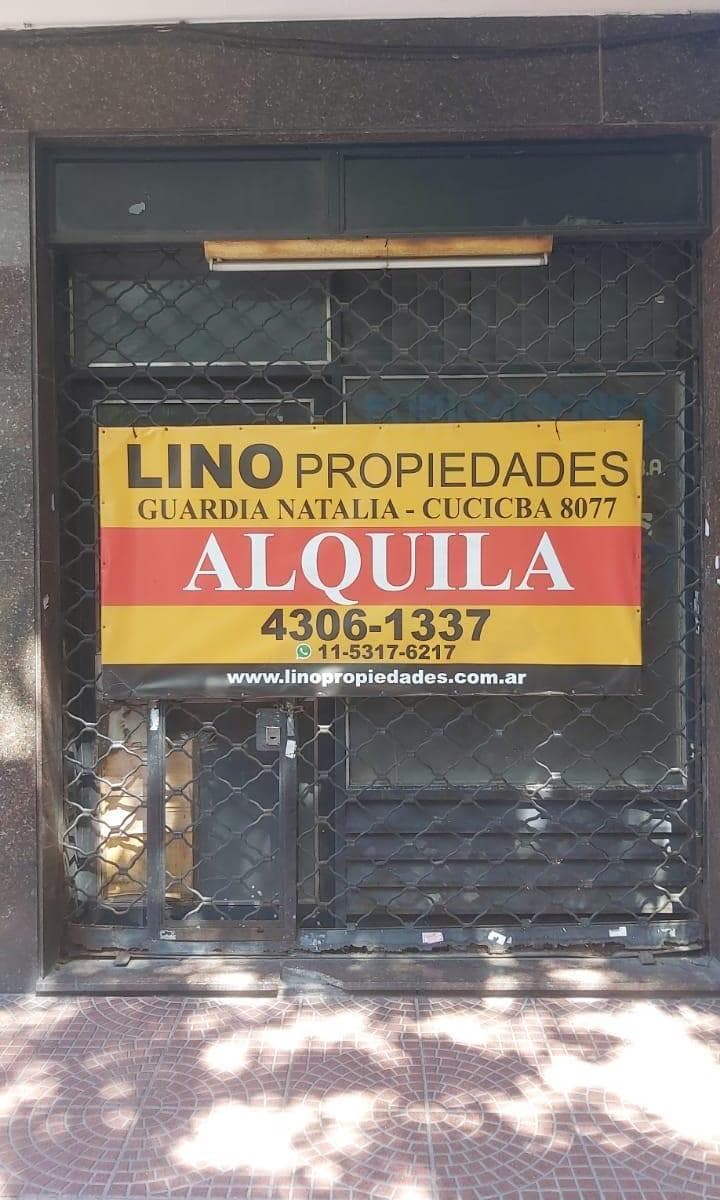 LINO PROPIEDADES
GUARDIA NATALIA - CUCICBA 8077
ALQUILA
4306-1337
11-5317-6217
www.linopropiedades.com.ar